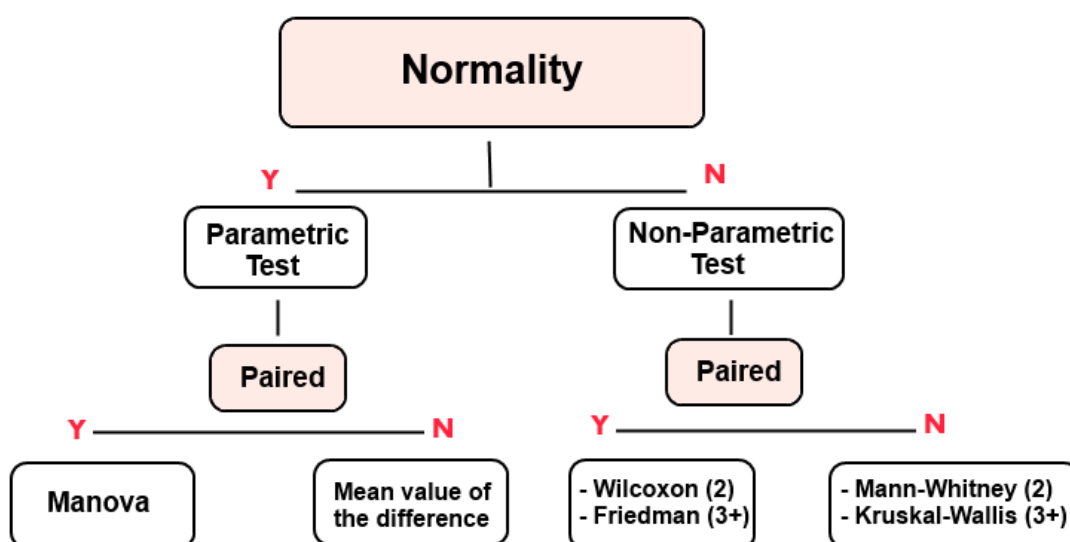 Normality
Y
N
Parametric
Test
Non-Parametric
Test
Paired
Paired
Y
N
Y
N
Manova
Mean value of
the difference
- Wilcoxon (2)
- Friedman (3+)
- Mann-Whitney (2)
- Kruskal-Wallis (3+)